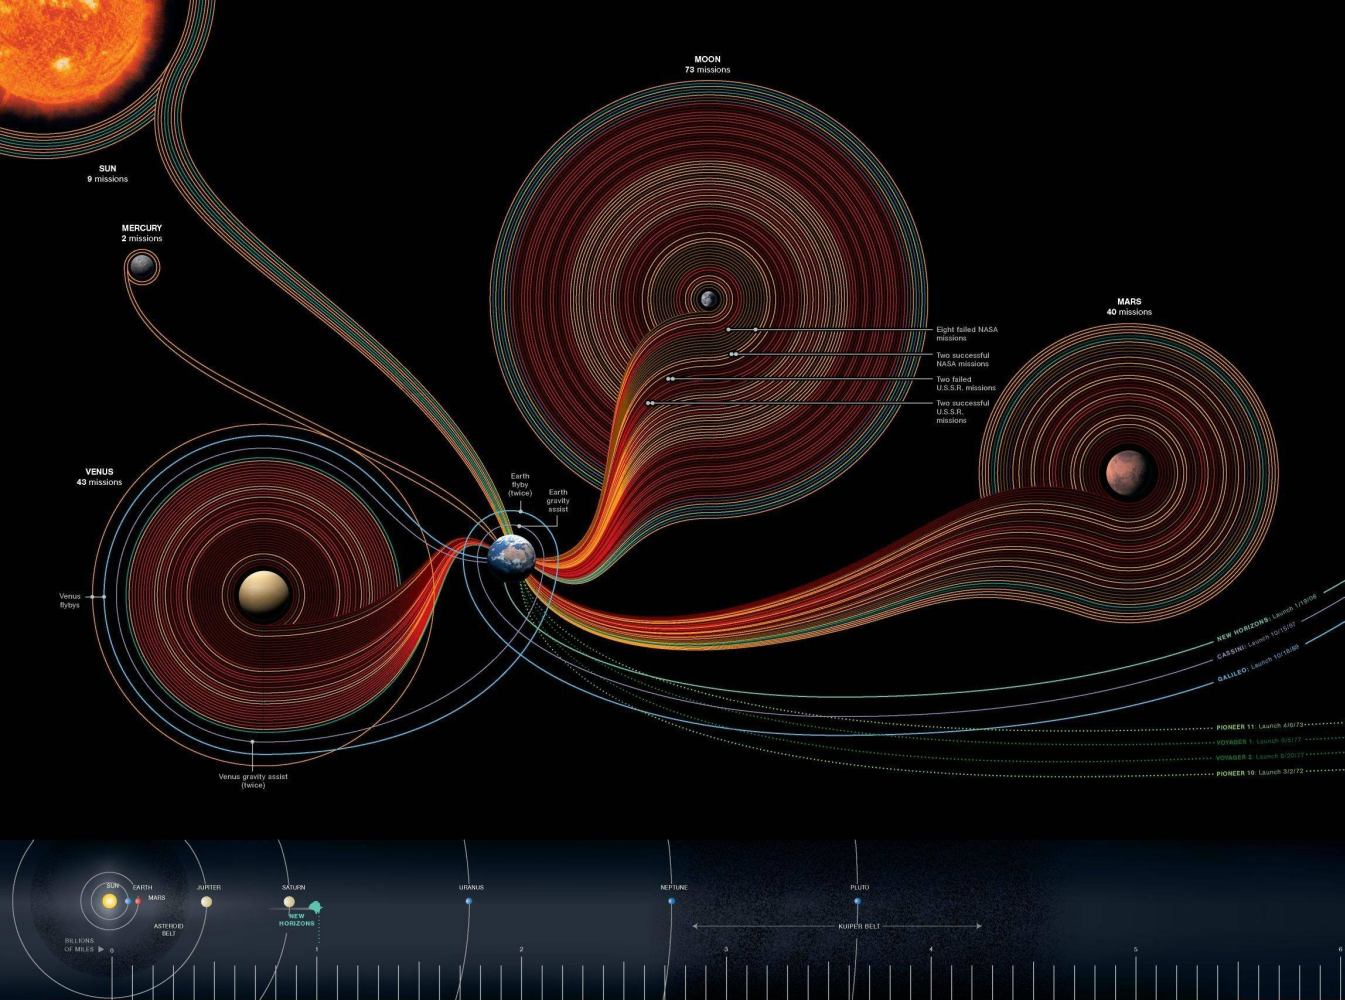 MOON
73 missions
SUN
9 missions
MERCURY
2 missions
MARS
40 missions
Eight failed NASA
missions
Two successful
NASA missions
Two failed
U.S.S.R. missions
Two successful
U.S.S.R.
missions
VENUS
43 missions
Earth
flyby
(twice)
Earth
gravity
assist
Venus
flybys
Venus gravity assist
(twice)
NEW HORIZONS: Launch 1/19/06
CASSINI: Launch 10/15/97
GALILEO: Launch 10/18/89
PIONEER 11: Launch 4/6/73
VOYAGER 1: Launch 9/5/77
VOYAGER 2: Launch 8/20/77
PIONEER 10: Launch 3/2/72
SUN
EARTH
MARS
JUPITER
SATURN
URANUS
NEPTUNE
PLUTO
NEW
HORIZONS
ASTEROID
BELT
KUIPER BELT
BILLIONS
OF MILES
0
1
2
3
4
5
6